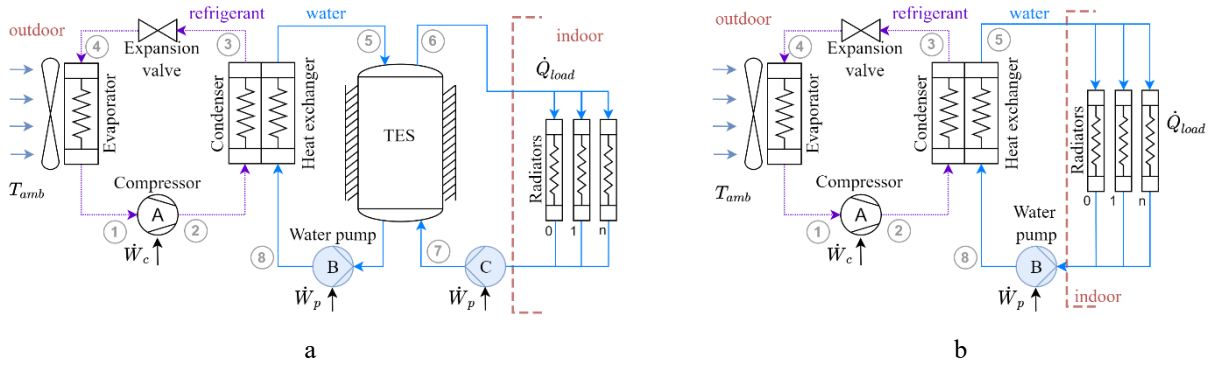 outdoor
4
Expansion
valve
refrigerant
3
water
5
6
indoor
Q̇load
Evaporator
Condenser
Heat exchanger
TES
Radiators
0
1
n
Tamb
Compressor
A
1
2
Ẇc
8
Water pump
B
Ẇp
7
C
Ẇp
a
outdoor
4
Expansion
valve
refrigerant
3
water
5
indoor
Evaporator
Condenser
Heat exchanger
Radiators
Q̇load
0
1
n
Tamb
Compressor
A
1
2
Ẇc
8
Water
pump
B
Ẇp
indoor
b